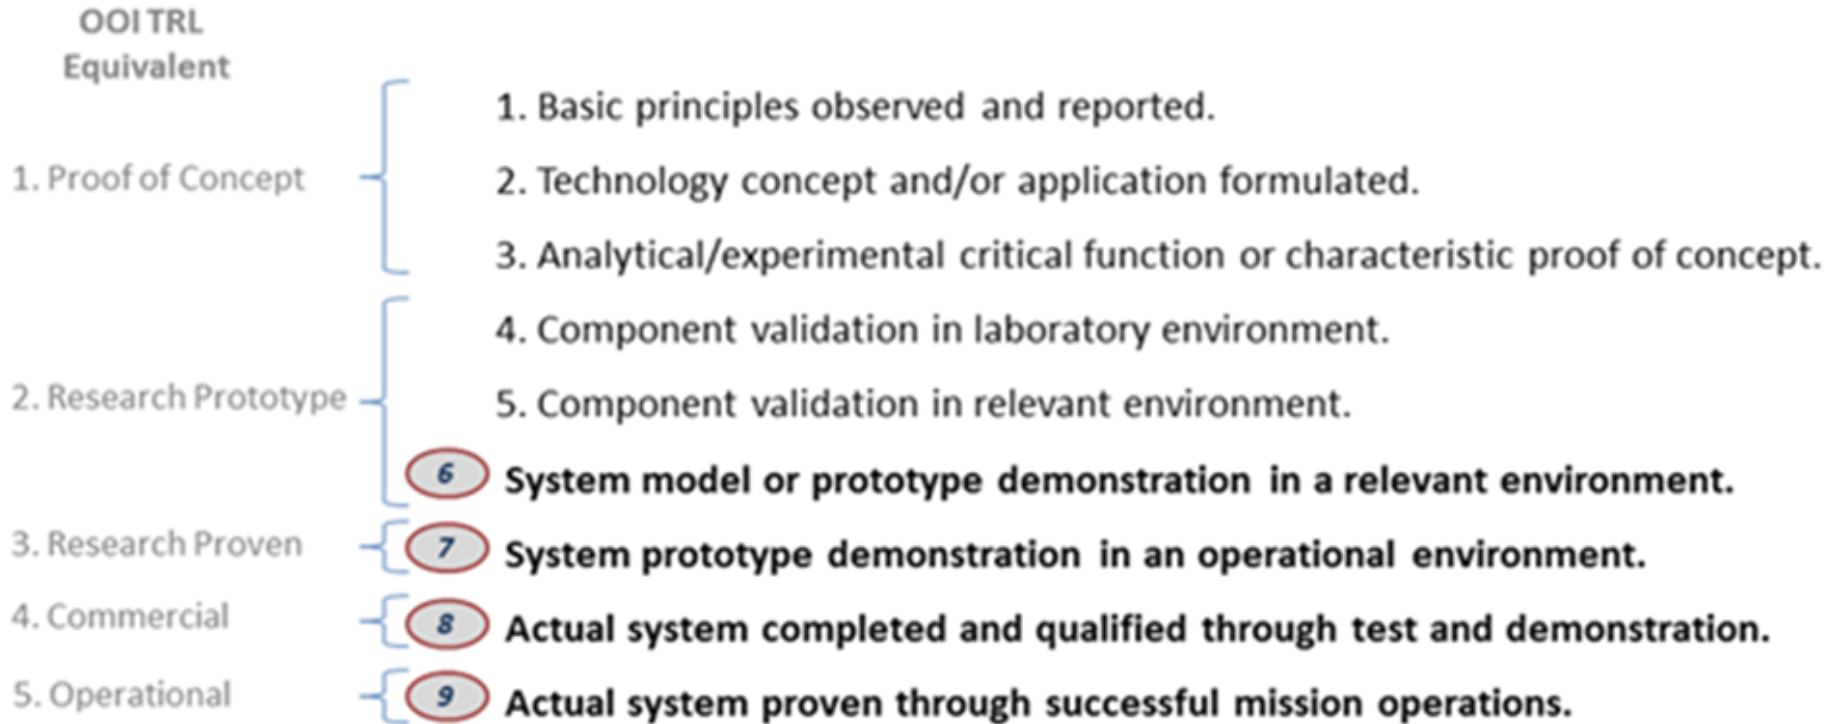 OOI TRL
Equivalent
1. Basic principles observed and reported.
1. Proof of Concept
2. Technology concept and/or application formulated.
3. Analytical/experimental critical function or characteristic proof of concept.
4. Component validation in laboratory environment.
2. Research Prototype
5. Component validation in relevant environment.
6 System model or prototype demonstration in a relevant environment.
3. Research Proven
7 System prototype demonstration in an operational environment.
4. Commercial
8 Actual system completed and qualified through test and demonstration.
5. Operational
9 Actual system proven through successful mission operations.